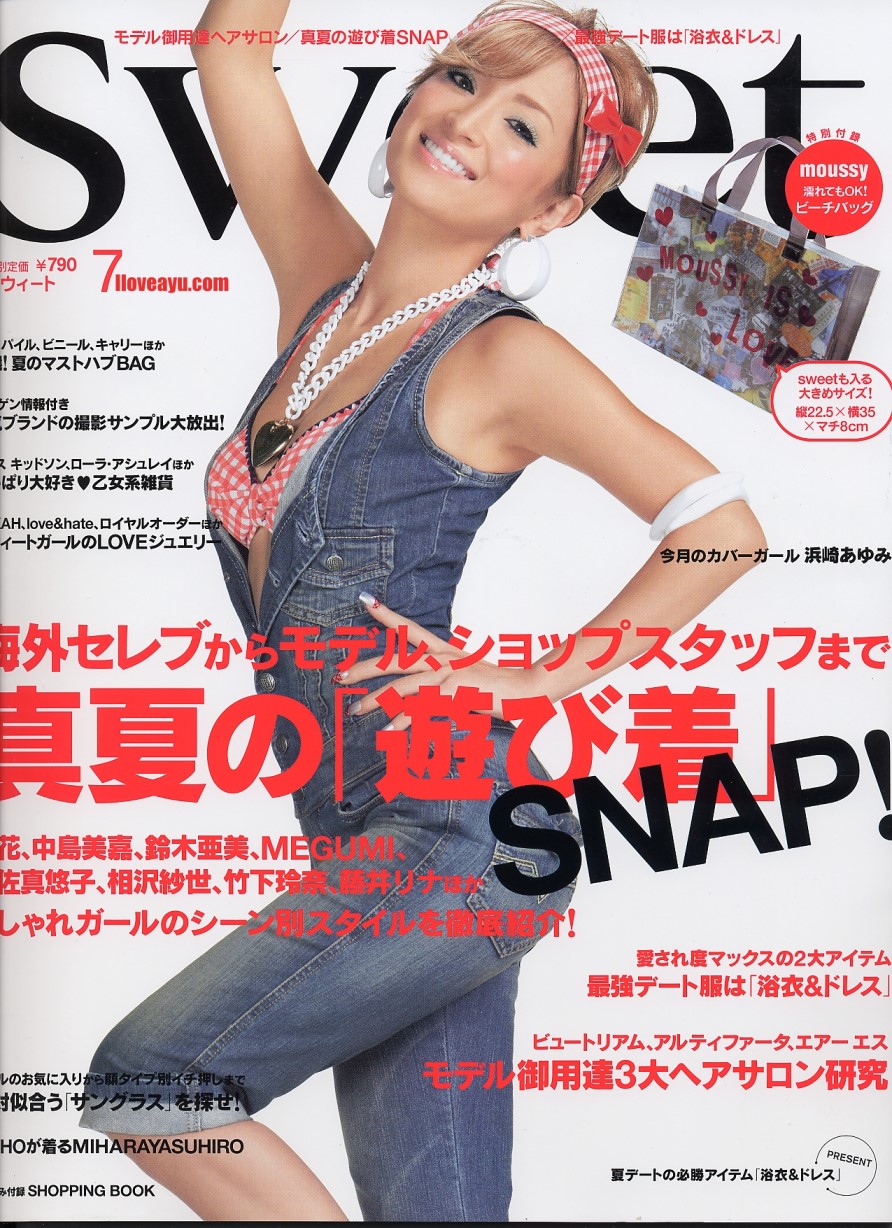 モデル御用達ヘアサロン/真夏の遊び着SNAP
/最強デート服は「浴衣&ドレス」
sweet
特別付録
moussy
濡れてもOK!
ビーチバッグ
MOUSSY IS
LOVE
sweetも入る
大きめサイズ!
縦22.5×横35
×マチ8cm
別定価 ¥790
ウィート
7
Iloveayu.com
パイル、ビニール、キャリーほか
! 夏のマストハブBAG
ゲン情報付き
ブランドの撮影サンプル大放出!
ス キッドソン、ローラ・アシュレイほか
ぱり大好き♥乙女系雑貨
AH、love&hate、ロイヤルオーダーほか
ィートガールのLOVEジュエリー
今月のカバーガール 浜崎あゆみ
海外セレブからモデル、ショップスタッフまで
真夏の「遊び着」
SNAP!
花、中島美嘉、鈴木亜美、MEGUMI、
佐真悠子、相沢紗世、竹下玲奈、藤井リナほか
しゃれガールのシーン別スタイルを徹底紹介!
愛され度マックスの2大アイテム
最強デート服は「浴衣&ドレス」
ビュートリアム、アルティファータ、エアー エス
モデル御用達3大ヘアサロン研究
ルのお気に入りから顔タイプ別イチ押しまで
対似合う「サングラス」を探せ!
HOが着るMIHARAYASUHIRO
み付録 SHOPPING BOOK
PRESENT
夏デートの必勝アイテム「浴衣&ドレス」